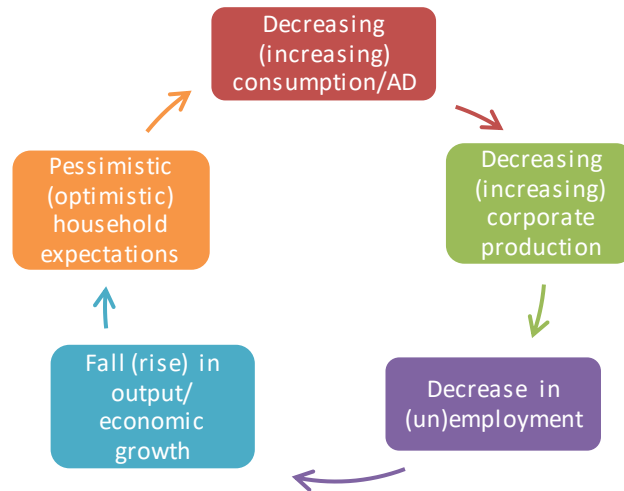 Decreasing
(increasing)
consumption/AD
Decreasing
(increasing)
corporate
production
Decrease in
(un)employment
Fall (rise) in
output/
economic
growth
Pessimistic
(optimistic)
household
expectations